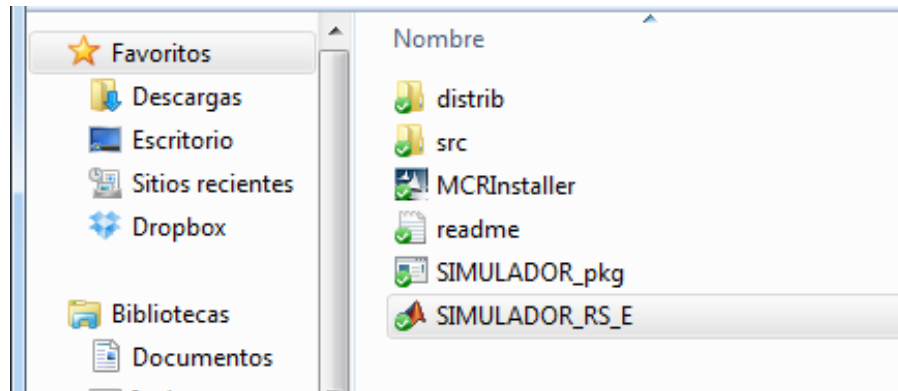 Favoritos
Descargas
Escritorio
Sitios recientes
Dropbox
Bibliotecas
Documentos
Nombre
distrib
src
MCRInstaller
readme
SIMULADOR_pkg
SIMULADOR_RS_E